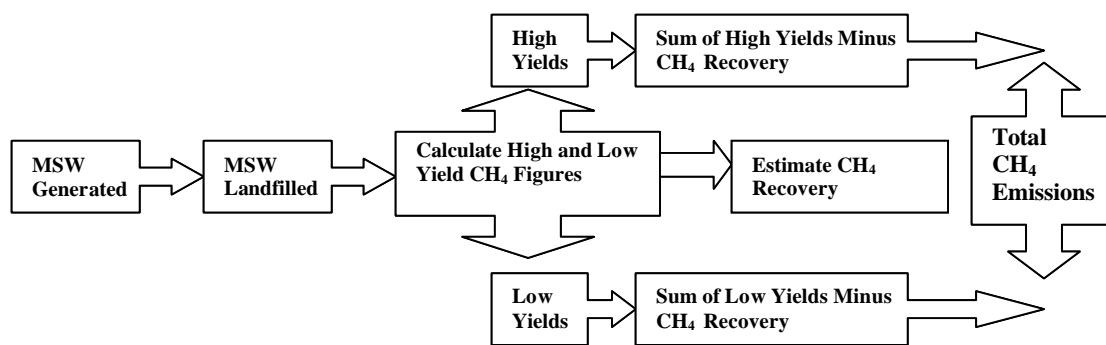 High
Yields
Sum of High Yields Minus
CH₄ Recovery
MSW
Generated
MSW
Landfilled
Calculate High and Low
Yield CH₄ Figures
Estimate CH₄
Recovery
Total
CH₄
Emissions
Low
Yields
Sum of Low Yields Minus
CH₄ Recovery